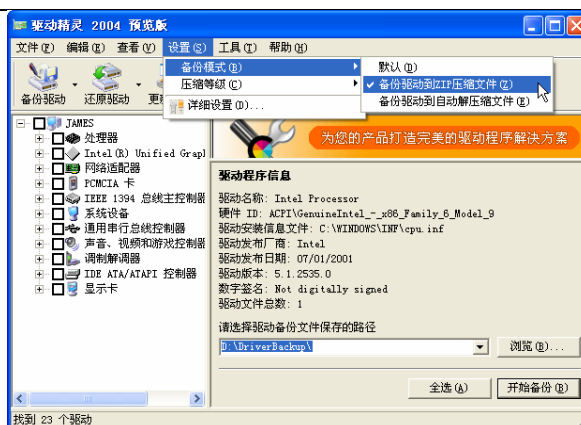 驱动精灵 2004 预览版
文件(F) 编辑(E) 查看(V) 设置(S) 工具(T) 帮助(H)
备份模式(B)
压缩等级(C)
详细设置(D)...
默认(D)
✓ 备份驱动到ZIP压缩文件(Z)
备份驱动到自动解压缩文件(E)
备份驱动 还原驱动 更
为您的产品打造完美的驱动程序解决方案
JAMES
处理器
Intel(R) Unified Grapl
网络适配器
PCMCIA 卡
IEEE 1394 总线主控制器
系统设备
通用串行总线控制器
声音、视频和游戏控制器
调制解调器
IDE ATA/ATAPI 控制器
显示卡
驱动程序信息
驱动名称: Intel Processor
硬件 ID: ACPI\GenuineIntel_-_x86_Family_6_Model_9
驱动安装信息文件: C:\WINDOWS\INF\cpu.inf
驱动发布厂商: Intel
驱动发布日期: 07/01/2001
驱动版本: 5.1.2535.0
数字签名: Not digitally signed
驱动文件总数: 1
请选择驱动备份文件保存的路径
D:\DriverBackup\
浏览(B)...
全选(A) 开始备份(B)
找到 23 个驱动